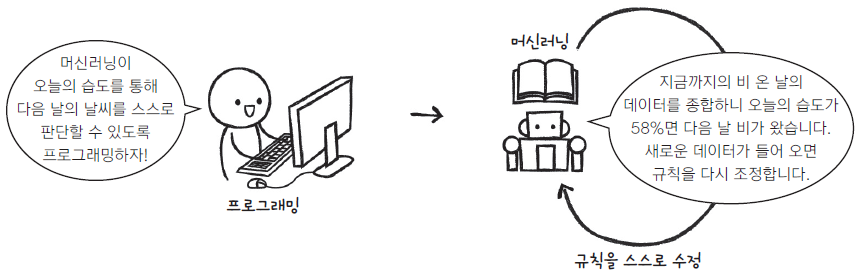 머신러닝이
오늘의 습도를 통해
다음 날의 날씨를 스스로
판단할 수 있도록
프로그래밍하자!
프로그래밍
머신러닝
지금까지의 비 온 날의
데이터를 종합하니 오늘의 습도가
58%면 다음 날 비가 왔습니다.
새로운 데이터가 들어 오면
규칙을 다시 조정합니다.
규칙을 스스로 수정